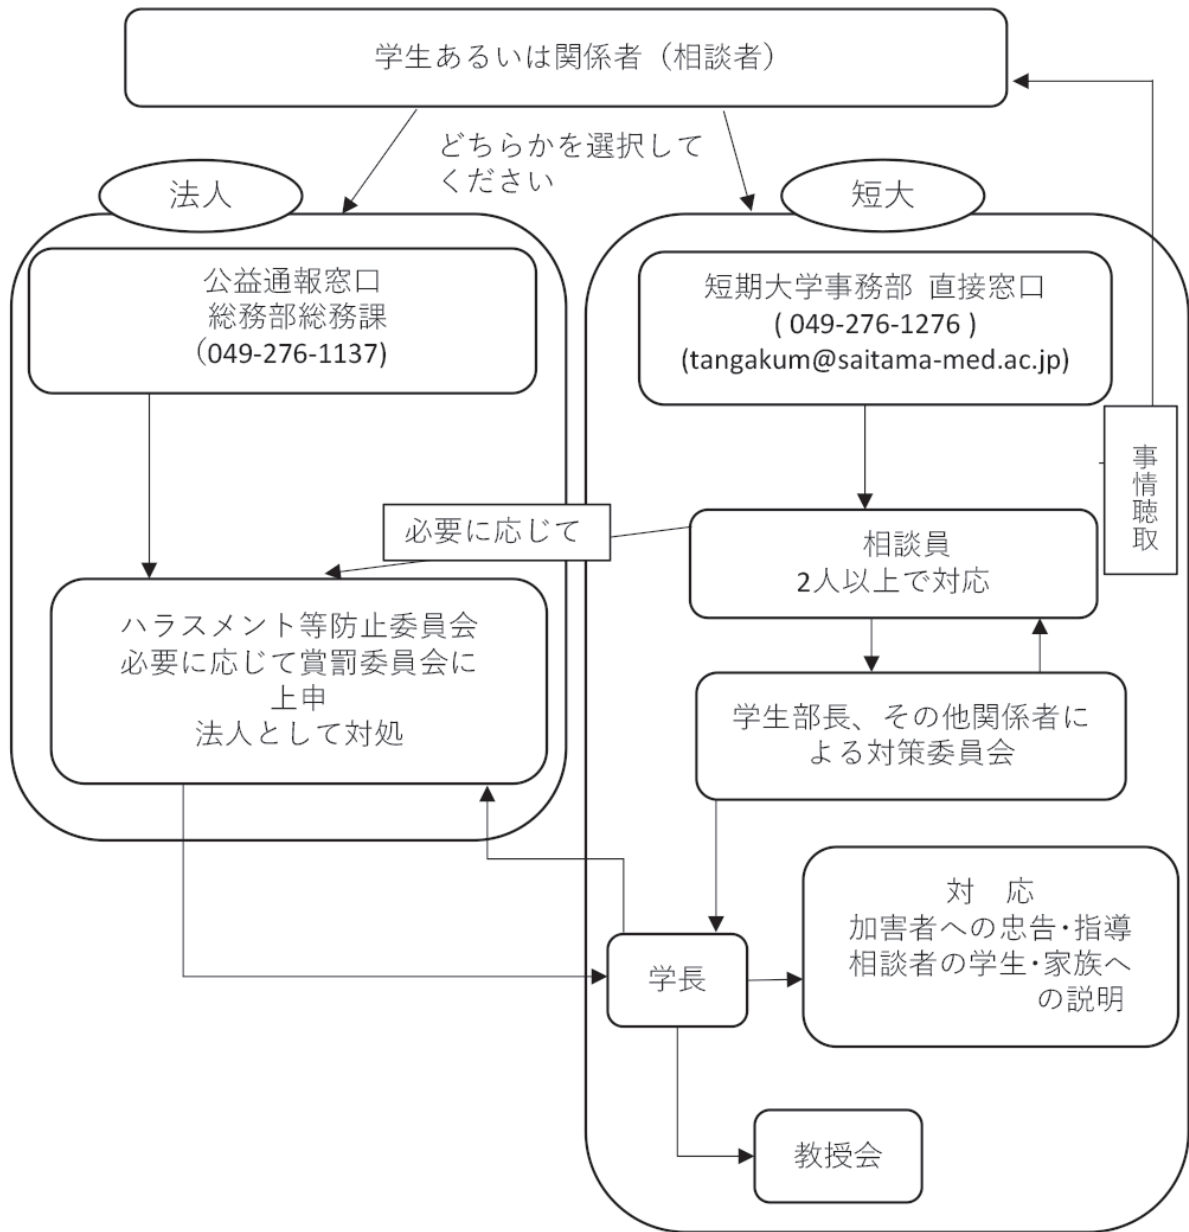 学生あるいは関係者（相談者）
どちらかを選択して
ください
法人
公益通報窓口
総務部総務課
（049-276-1137)
必要に応じて
ハラスメント等防止委員会
必要に応じて賞罰委員会に
上申
法人として対処
短大
短期大学事務部 直接窓口
( 049-276-1276 )
(tangakum@saitama-med.ac.jp)
事情聴取
相談員
2人以上で対応
学生部長、その他関係者に
よる対策委員会
学長
対　応
加害者への忠告・指導
相談者の学生・家族へ
の説明
教授会